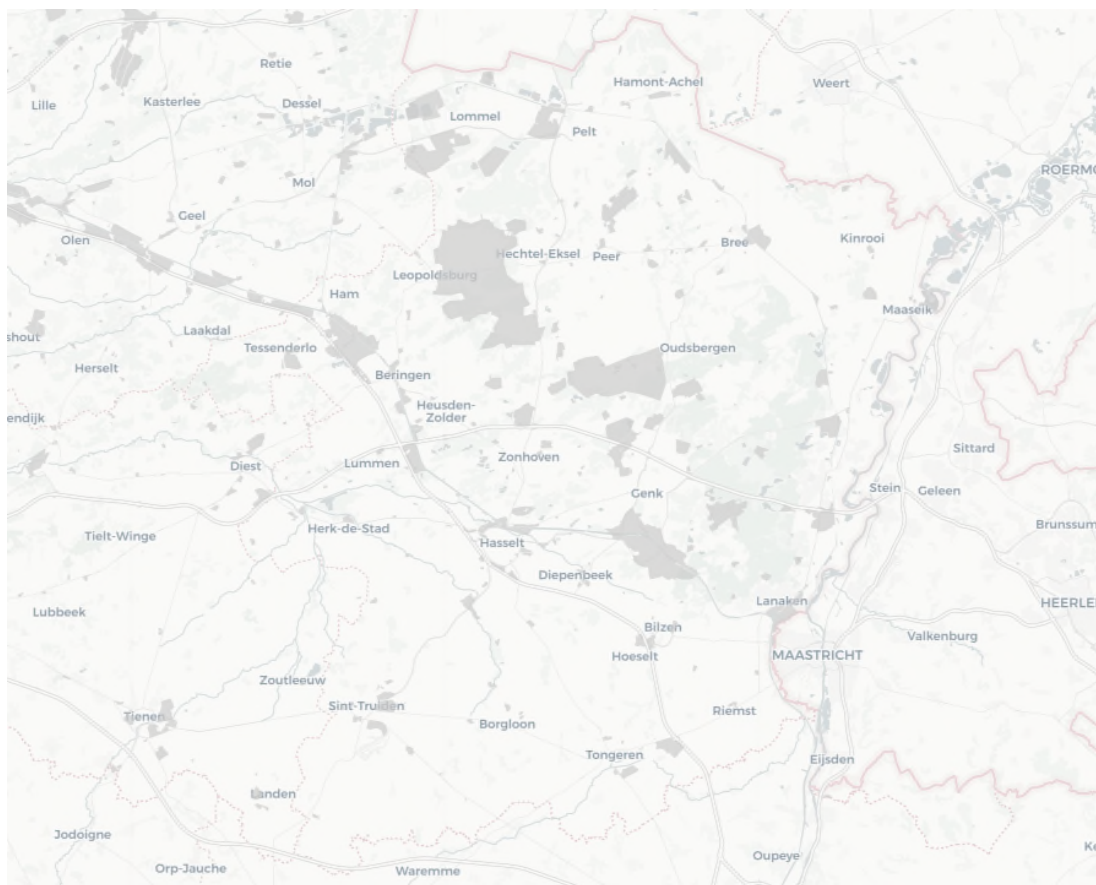 Retie
Hamont-Achel
Weert
Lille
Kasterlee
Dessel
Lommel
Pelt
ROERMO
Mol
Geel
Olen
Kinrooi
Bree
Hechtel-Eksel
Peer
Leopoldsburg
Ham
Maaseik
shout
Laakdal
Tessenderlo
Oudsbergen
Herselt
Beringen
Heusden-
Zolder
endijk
Sittard
Zonhoven
Diest
Lummen
Stein
Geleen
Genk
Herk-de-Stad
Brunssum
Tielt-Winge
Hasselt
Diepenbeek
Lanaken
HEERLE
Lubbeek
Bilzen
Valkenburg
Hoeselt
MAASTRICHT
Zoutleeuw
Sint-Truiden
Riemst
Tienen
Borgloon
Tongeren
Eijsden
Landen
Jodoigne
Ke
Oupeye
Orp-Jauche
Waremme